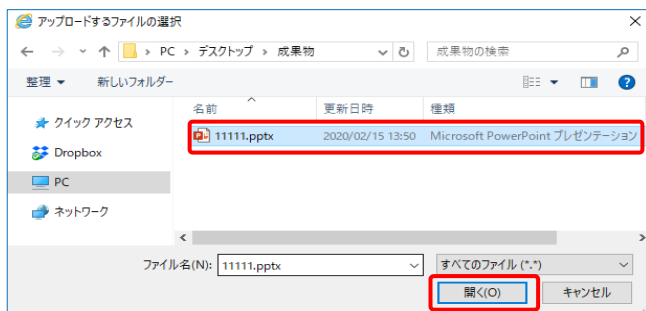 アップロードするファイルの選択
PC › デスクトップ › 成果物
成果物の検索
整理
新しいフォルダー
名前
更新日時
種類
クイック アクセス
11111.pptx
2020/02/15 13:50
Microsoft PowerPoint プレゼンテーション
Dropbox
PC
ネットワーク
ファイル名(N):
11111.pptx
すべてのファイル (*.*)
開く(O)
キャンセル